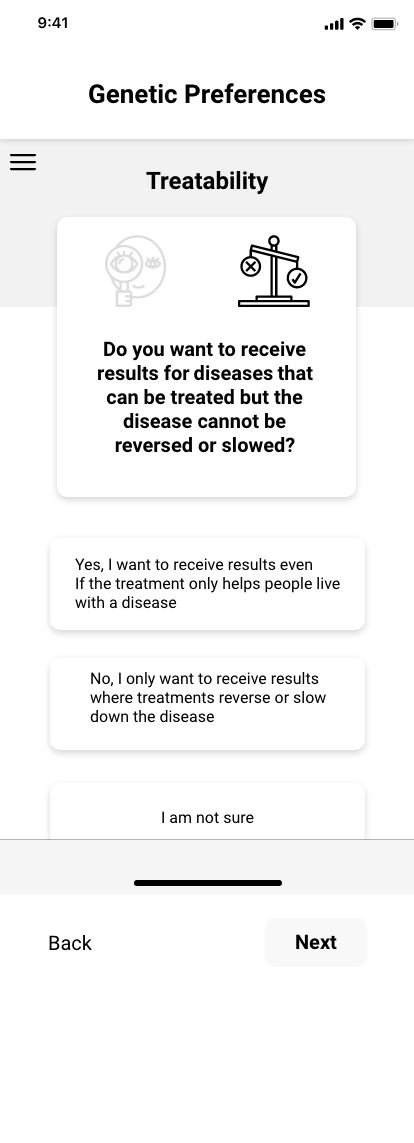 9:41
Genetic Preferences
Treatability
Do you want to receive
results for diseases that
can be treated but the
disease cannot be
reversed or slowed?
Yes, I want to receive results even
If the treatment only helps people live
with a disease
No, I only want to receive results
where treatments reverse or slow
down the disease
I am not sure
Back
Next